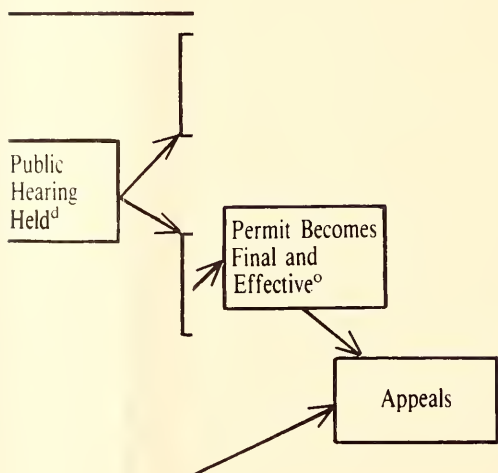 Public
Hearing
Held^d
Permit Becomes
Final and
Effective^o
Appeals